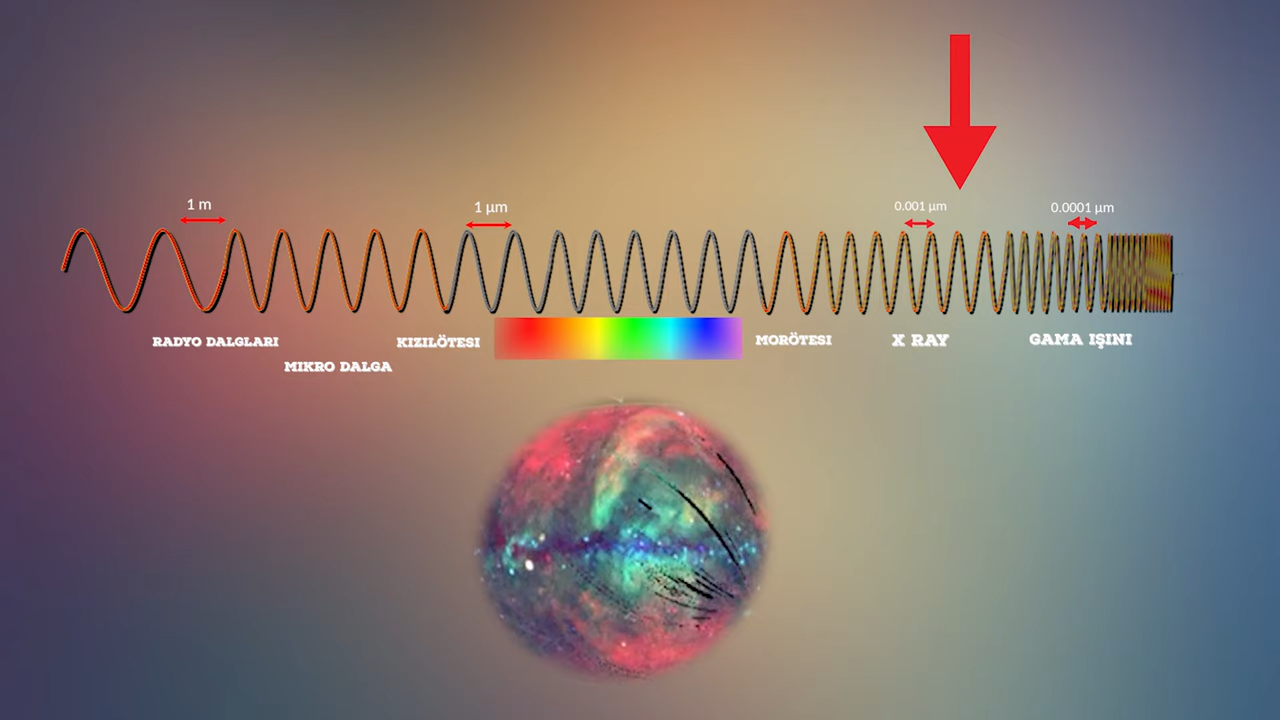 1 m
1 µm
0.001 µm
0.0001 µm
RADYO DALGLARI
MIKRO DALGA
KIZILÖTESI
MORÖTESI
X RAY
GAMA IŞINI